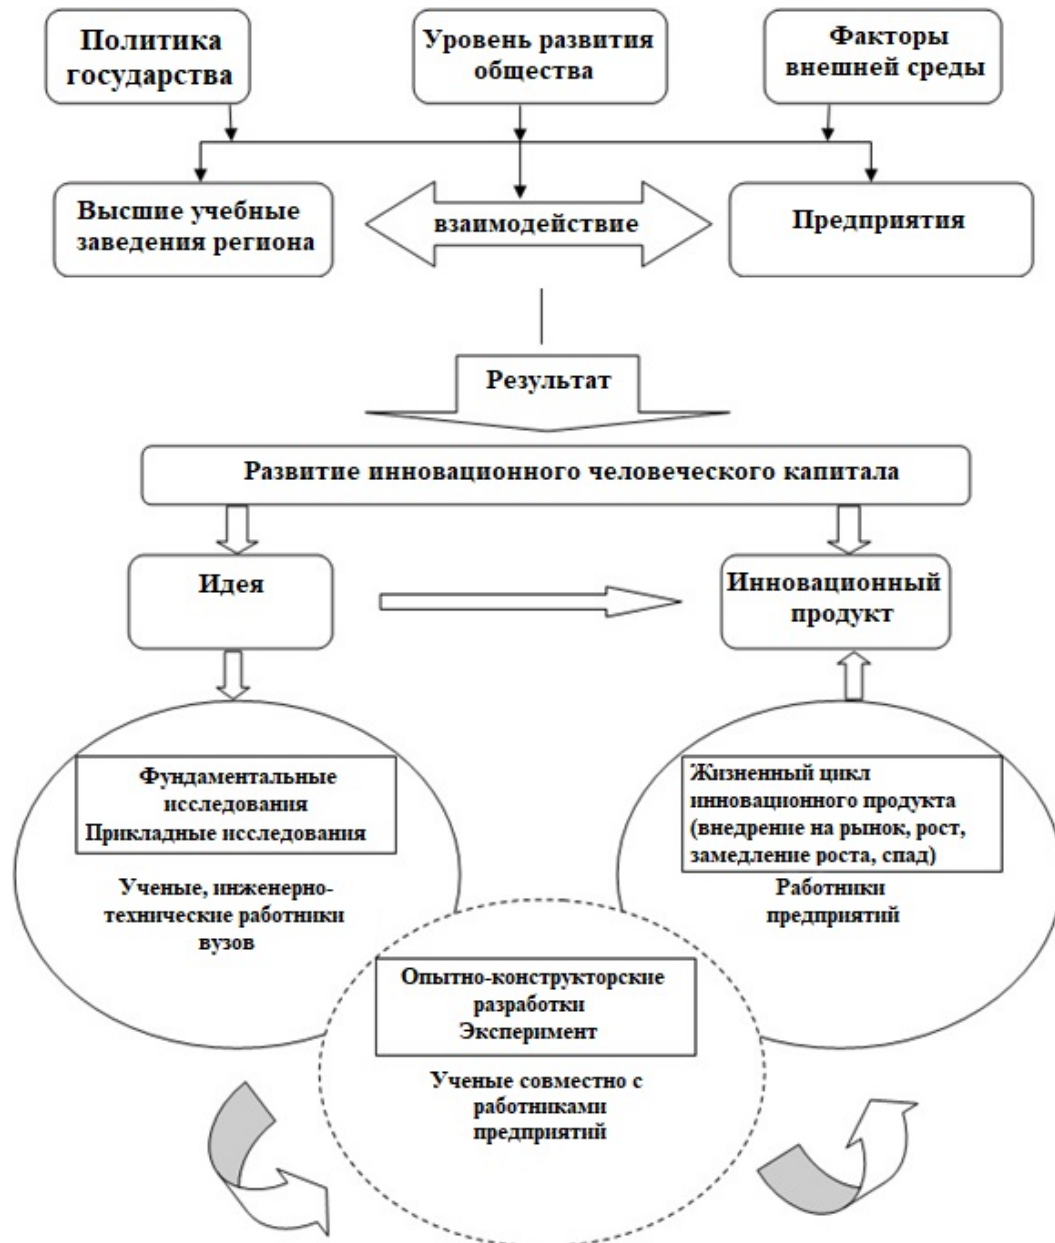 Политика
государства
Уровень развития
общества
Факторы
внешней среды
Высшие учебные
заведения региона
взаимодействие
Предприятия
Результат
Развитие инновационного человеческого капитала
Идея
Инновационный
продукт
Фундаментальные
исследования
Прикладные исследования
Ученые, инженерно-
технические работники
вузов
Жизненный цикл
инновационного продукта
(внедрение на рынок, рост,
замедление роста, спад)
Работники
предприятий
Опытно-конструкторские
разработки
Эксперимент
Ученые совместно с
работниками
предприятий